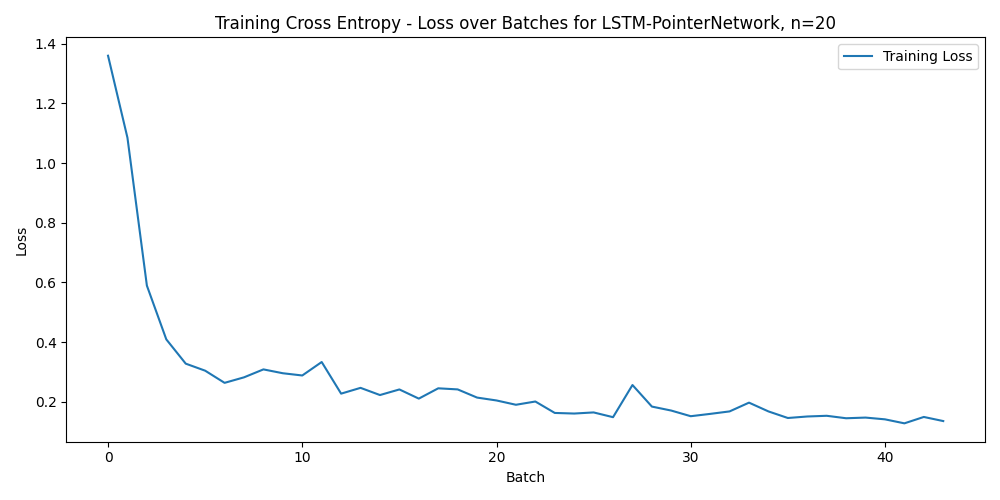 Training Cross Entropy - Loss over Batches for LSTM-PointerNetwork, n=20
Training Loss
1.4
1.2
1.0
0.8
0.6
0.4
0.2
Loss
0 10 20 30 40
Batch